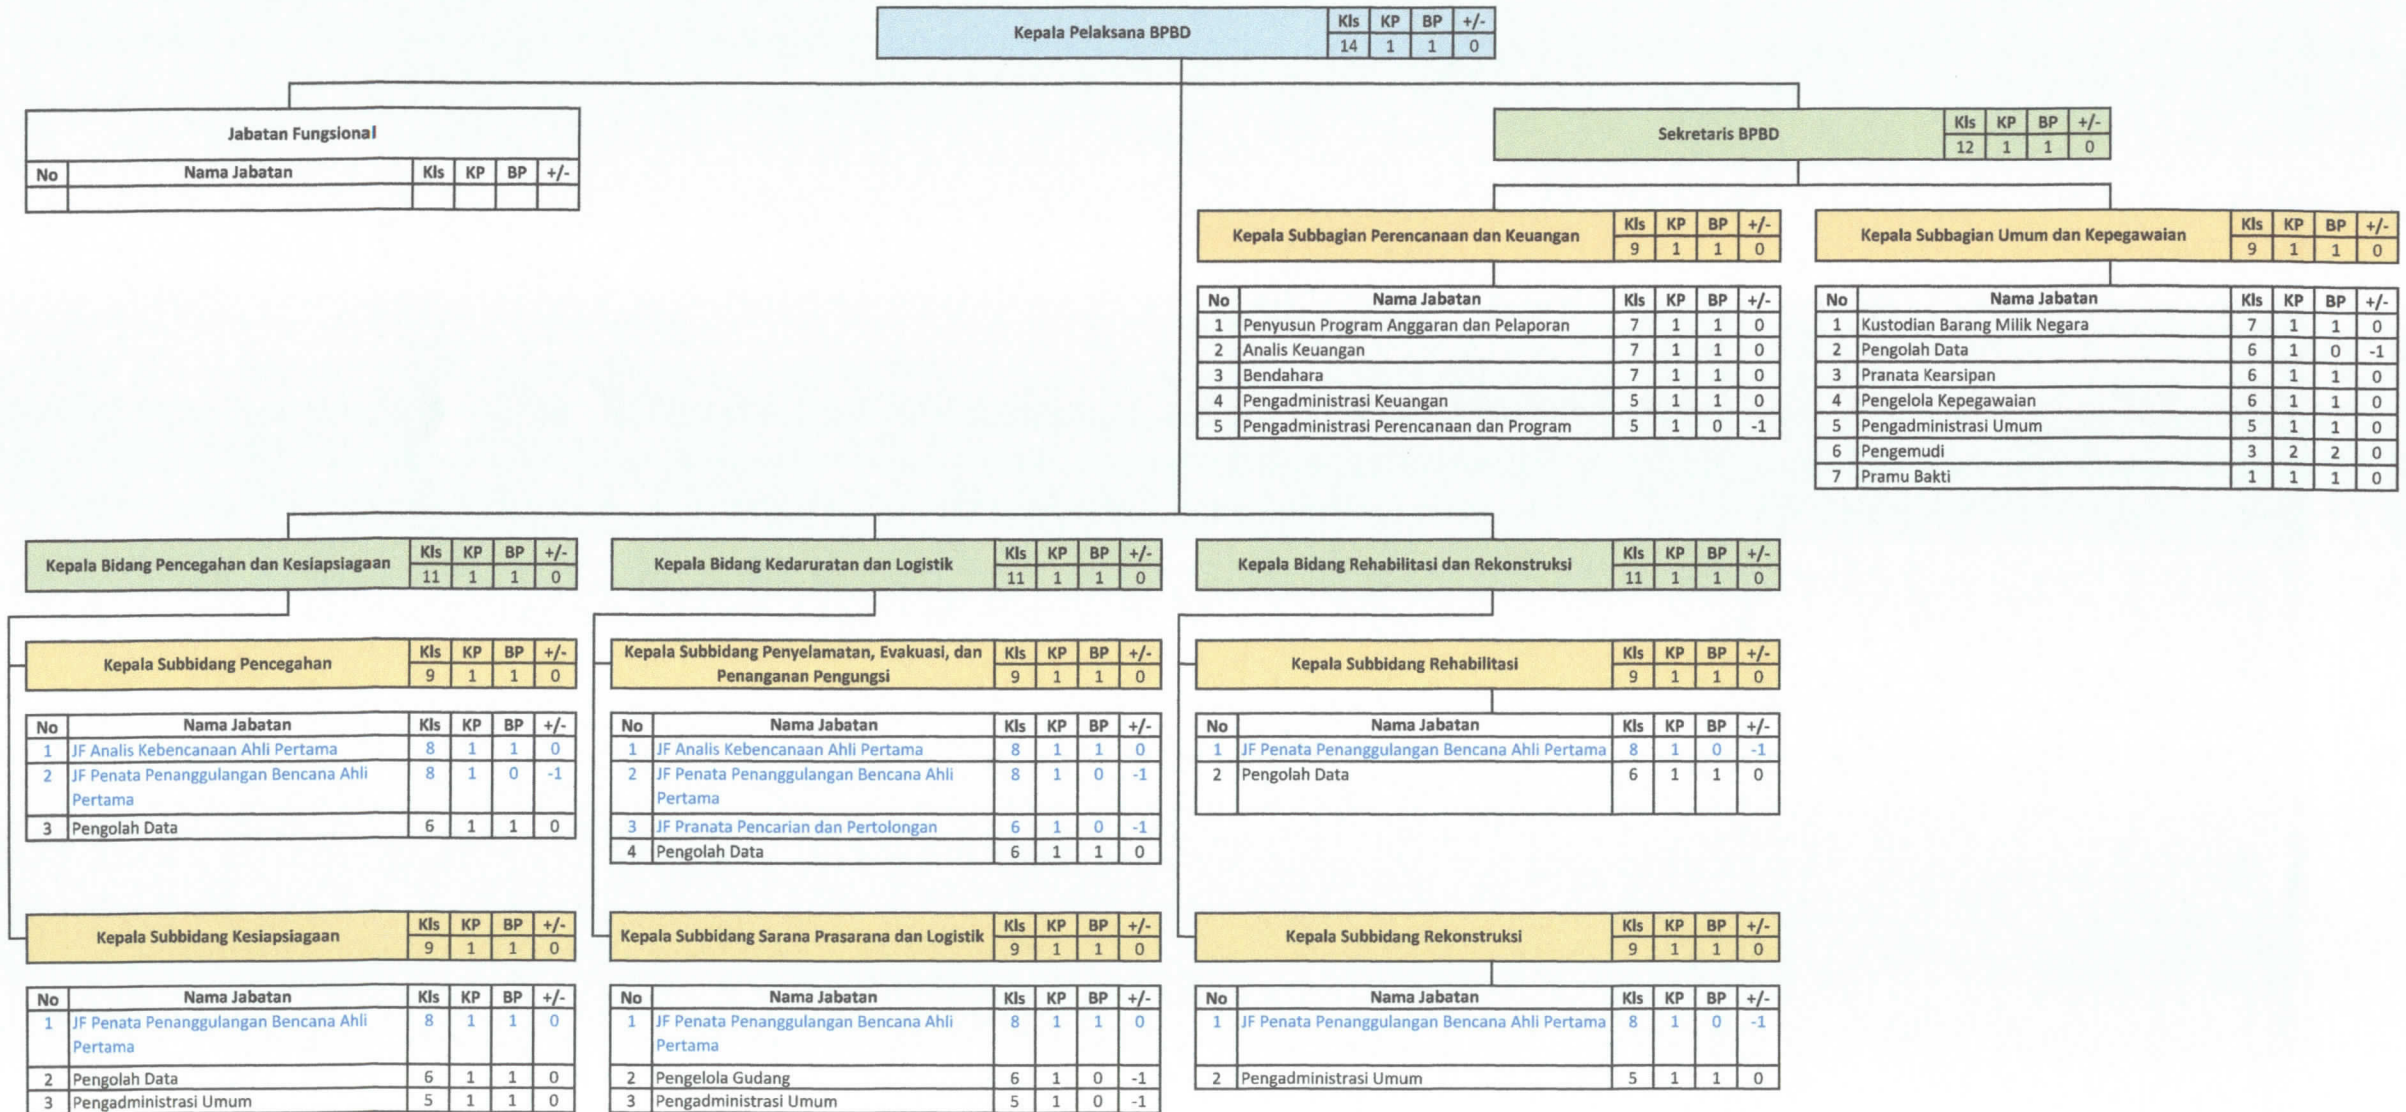 Kepala Pelaksana BPBD
Kls KP BP +/-
14 1 1 0
Jabatan Fungsional
No Nama Jabatan Kls KP BP +/-
Sekretaris BPBD
Kls KP BP +/-
12 1 1 0
Kepala Subbagian Perencanaan dan Keuangan
Kls KP BP +/-
9 1 1 0
No Nama Jabatan Kls KP BP +/-
1 Penyusun Program Anggaran dan Pelaporan 7 1 1 0
2 Analis Keuangan 7 1 1 0
3 Bendahara 7 1 1 0
4 Pengadministrasi Keuangan 5 1 1 0
5 Pengadministrasi Perencanaan dan Program 5 1 0 -1
Kepala Subbagian Umum dan Kepegawaian
Kls KP BP +/-
9 1 1 0
No Nama Jabatan Kls KP BP +/-
1 Kustodian Barang Milik Negara 7 1 1 0
2 Pengolah Data 6 1 0 -1
3 Pranata Kearsipan 6 1 1 0
4 Pengelola Kepegawaian 6 1 1 0
5 Pengadministrasi Umum 5 1 1 0
6 Pengemudi 3 2 2 0
7 Pramu Bakti 1 1 1 0
Kepala Bidang Pencegahan dan Kesiapsiagaan
Kls KP BP +/-
11 1 1 0
Kepala Subbidang Pencegahan
Kls KP BP +/-
9 1 1 0
No Nama Jabatan Kls KP BP +/-
1 JF Analis Kebencanaan Ahli Pertama 8 1 1 0
2 JF Penata Penanggulangan Bencana Ahli 8 1 0 -1
Pertama
3 Pengolah Data 6 1 1 0
Kepala Subbidang Kesiapsiagaan
Kls KP BP +/-
9 1 1 0
No Nama Jabatan Kls KP BP +/-
1 JF Penata Penanggulangan Bencana Ahli 8 1 1 0
Pertama
2 Pengolah Data 6 1 1 0
3 Pengadministrasi Umum 5 1 1 0
Kepala Bidang Kedaruratan dan Logistik
Kls KP BP +/-
11 1 1 0
Kepala Subbidang Penyelamatan, Evakuasi, dan
Penanganan Pengungsi
Kls KP BP +/-
9 1 1 0
No Nama Jabatan Kls KP BP +/-
1 JF Analis Kebencanaan Ahli Pertama 8 1 1 0
2 JF Penata Penanggulangan Bencana Ahli 8 1 0 -1
Pertama
3 JF Pranata Pencarian dan Pertolongan 6 1 0 -1
4 Pengolah Data 6 1 1 0
Kepala Subbidang Sarana Prasarana dan Logistik
Kls KP BP +/-
9 1 1 0
No Nama Jabatan Kls KP BP +/-
1 JF Penata Penanggulangan Bencana Ahli 8 1 1 0
Pertama
2 Pengelola Gudang 6 1 0 -1
3 Pengadministrasi Umum 5 1 0 -1
Kepala Bidang Rehabilitasi dan Rekonstruksi
Kls KP BP +/-
11 1 1 0
Kepala Subbidang Rehabilitasi
Kls KP BP +/-
9 1 1 0
No Nama Jabatan Kls KP BP +/-
1 JF Penata Penanggulangan Bencana Ahli Pertama 8 1 0 -1
2 Pengolah Data 6 1 1 0
Kepala Subbidang Rekonstruksi
Kls KP BP +/-
9 1 1 0
No Nama Jabatan Kls KP BP +/-
1 JF Penata Penanggulangan Bencana Ahli Pertama 8 1 0 -1
2 Pengadministrasi Umum 5 1 1 0